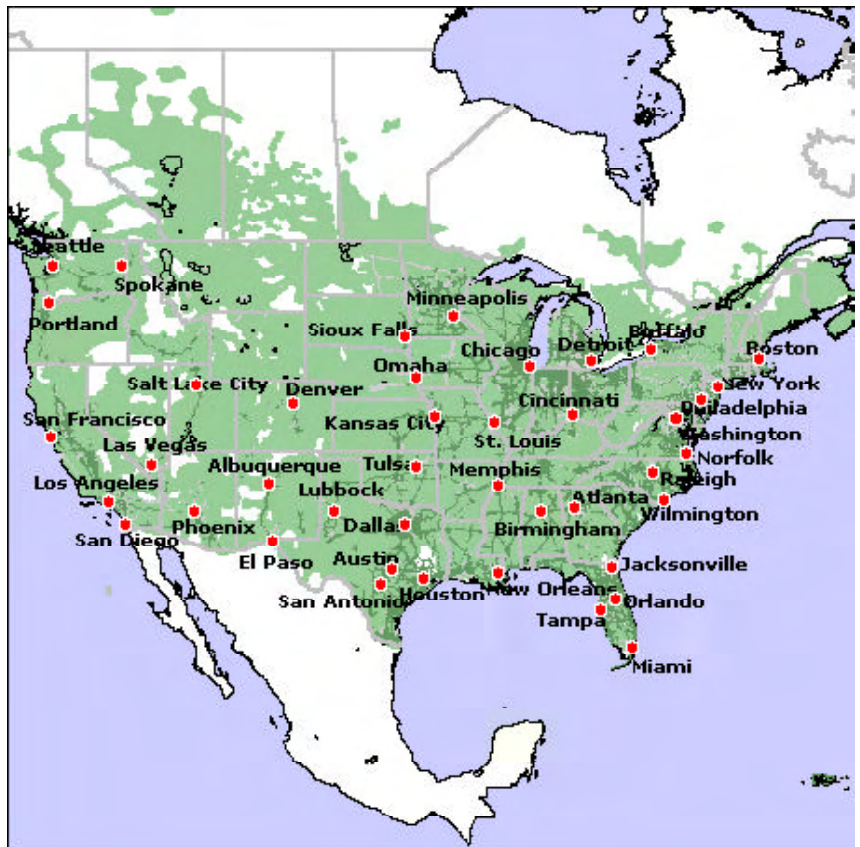 Seattle
Spokane
Portland
Minneapolis
Sioux Falls
Buffalo
Detroit
Chicago
Boston
Omaha
Salt Lake City
Denver
New York
Cincinnati
Philadelphia
San Francisco
Kansas City
St. Louis
Washington
Las Vegas
Norfolk
Albuquerque
Tulsa
Memphis
Raleigh
Los Angeles
Lubbock
Atlanta
Wilmington
Phoenix
Dallas
Birmingham
San Diego
El Paso
Austin
Jacksonville
San Antonio
Houston
New Orleans
Orlando
Tampa
Miami